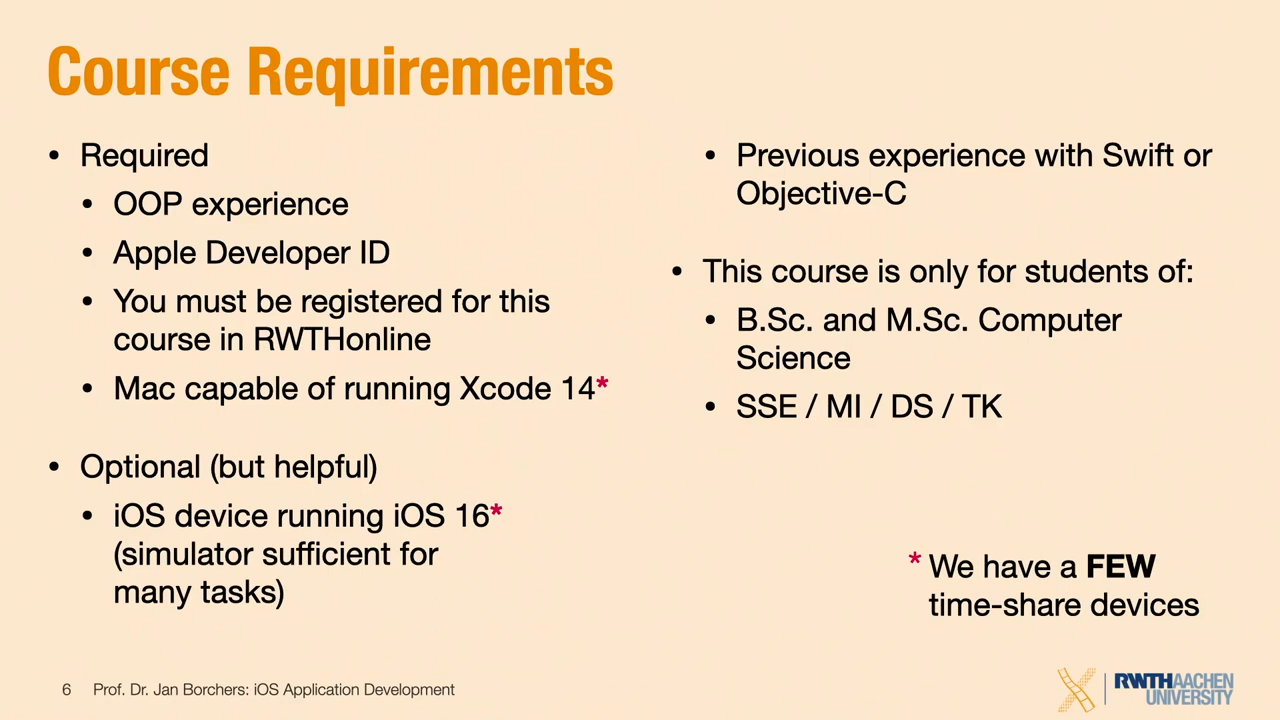 Course Requirements
• Required
• OOP experience
• Apple Developer ID
• You must be registered for this
course in RWTHonline
• Mac capable of running Xcode 14*
• Optional (but helpful)
• iOS device running iOS 16*
(simulator sufficient for
many tasks)
• Previous experience with Swift or
Objective-C
• This course is only for students of:
• B.Sc. and M.Sc. Computer
Science
• SSE / MI / DS / TK
* We have a FEW
time-share devices
6 Prof. Dr. Jan Borchers: iOS Application Development
RWTHAACHEN
UNIVERSITY